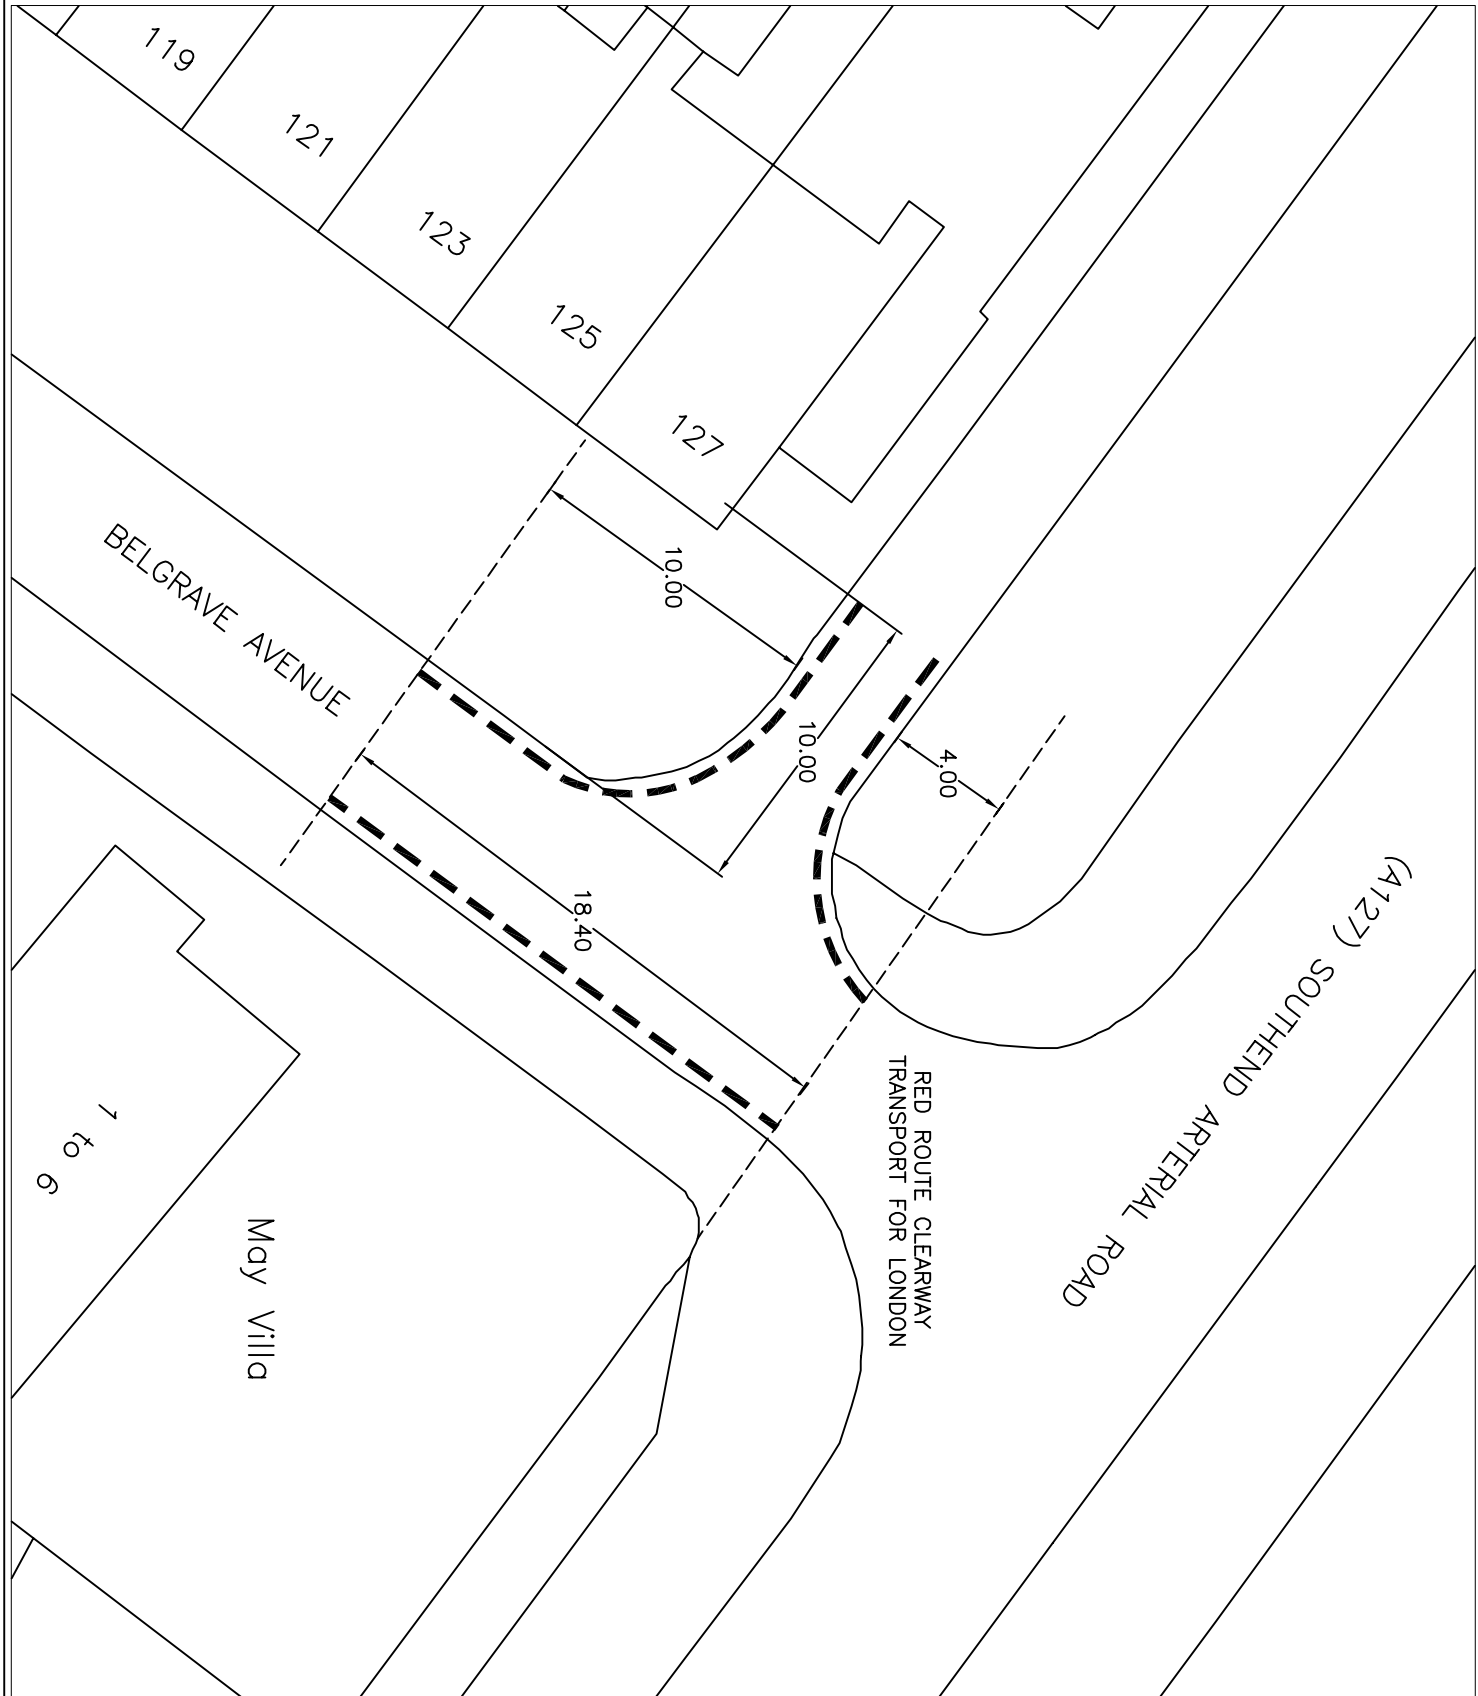 119
121
123
125
127
10.00
10.00
4.00
18.40
BELGRAVE AVENUE
(A127) SOUTHEND ARTERIAL ROAD
RED ROUTE CLEARWAY
TRANSPORT FOR LONDON
1 to 6
May Villa